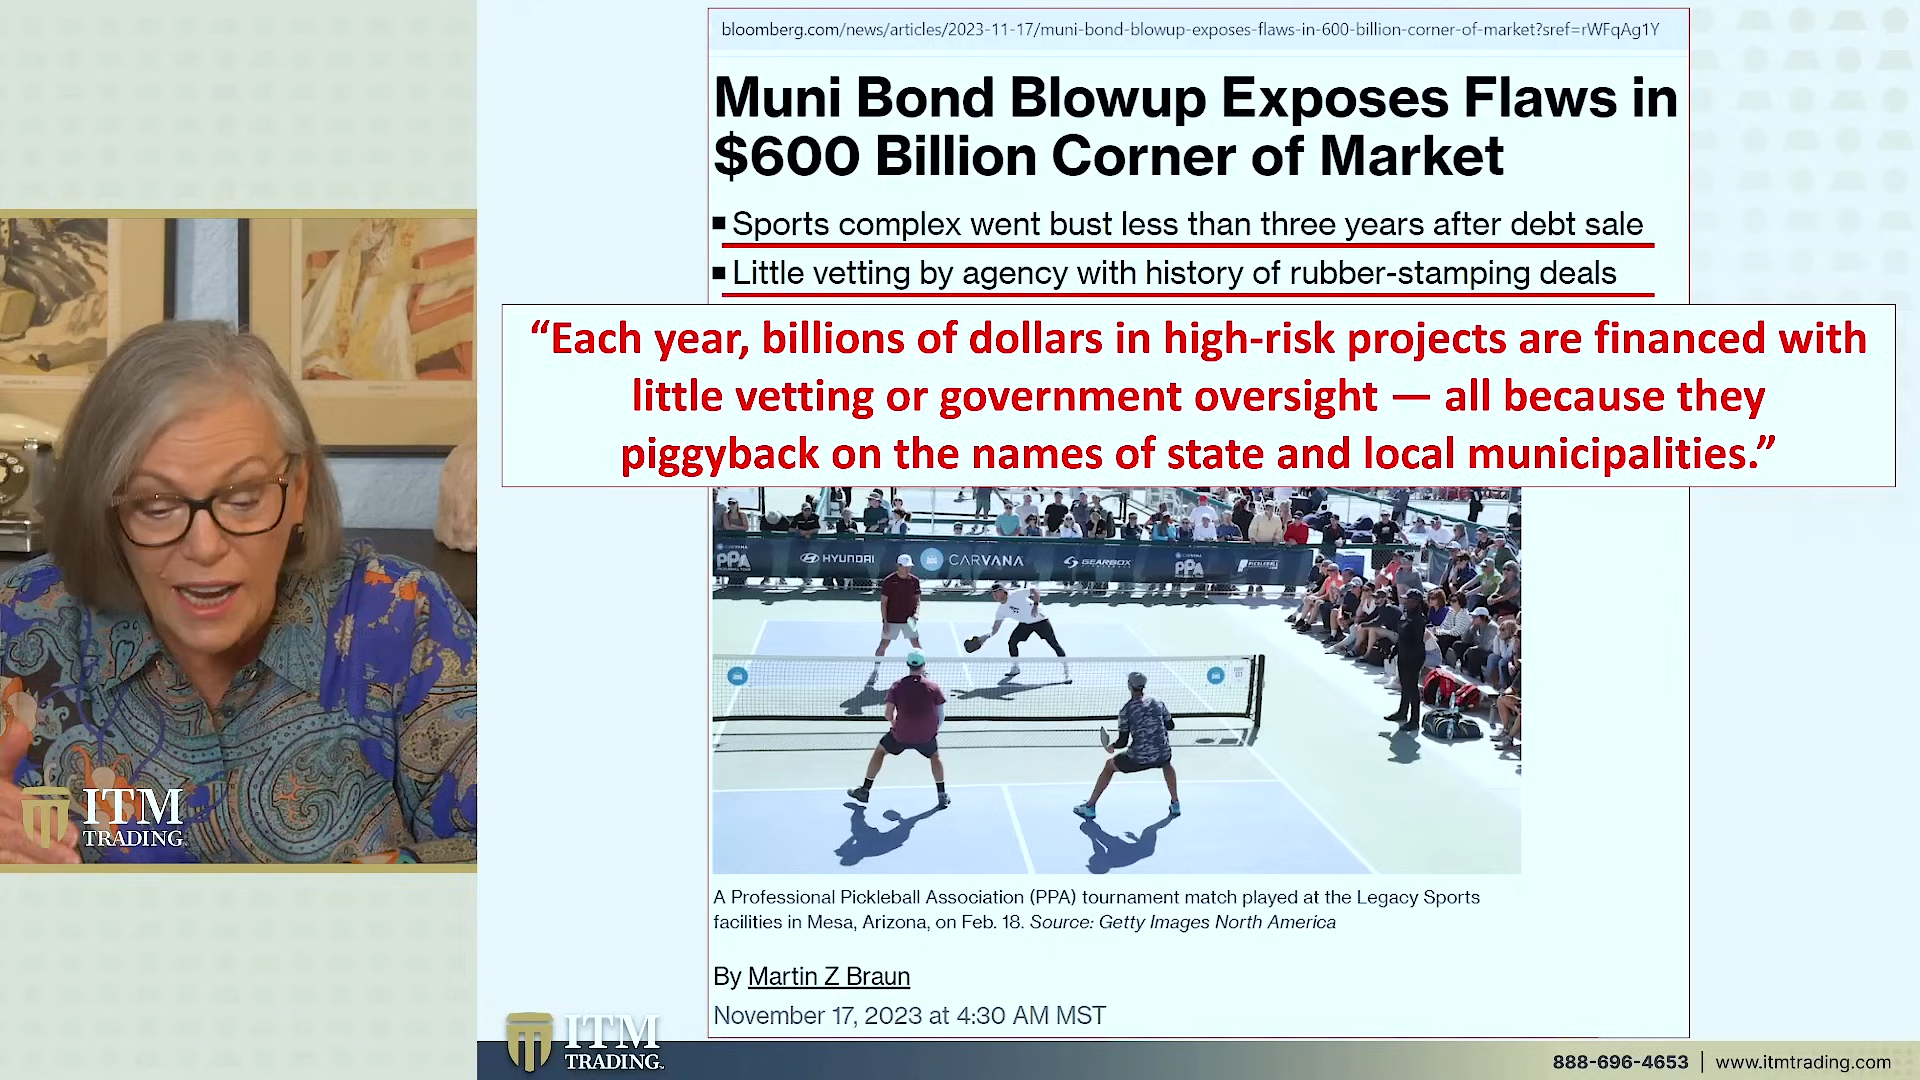 bloomberg.com/news/articles/2023-11-17/muni-bond-blowup-exposes-flaws-in-600-billion-corner-of-market?sref=rWFqAg1Y
Muni Bond Blowup Exposes Flaws in
$600 Billion Corner of Market
Sports complex went bust less than three years after debt sale
Little vetting by agency with history of rubber-stamping deals
“Each year, billions of dollars in high-risk projects are financed with
little vetting or government oversight — all because they
piggyback on the names of state and local municipalities.”
CARVANA
PPA
HYUNDAI
CARVANA
GEARBOX
CARVANA
PPA
PICKLEBALL
A Professional Pickleball Association (PPA) tournament match played at the Legacy Sports
facilities in Mesa, Arizona, on Feb. 18. Source: Getty Images North America
By Martin Z Braun
November 17, 2023 at 4:30 AM MST
ITM
TRADING
ITM
TRADING
888-696-4653 | www.itmtrading.com